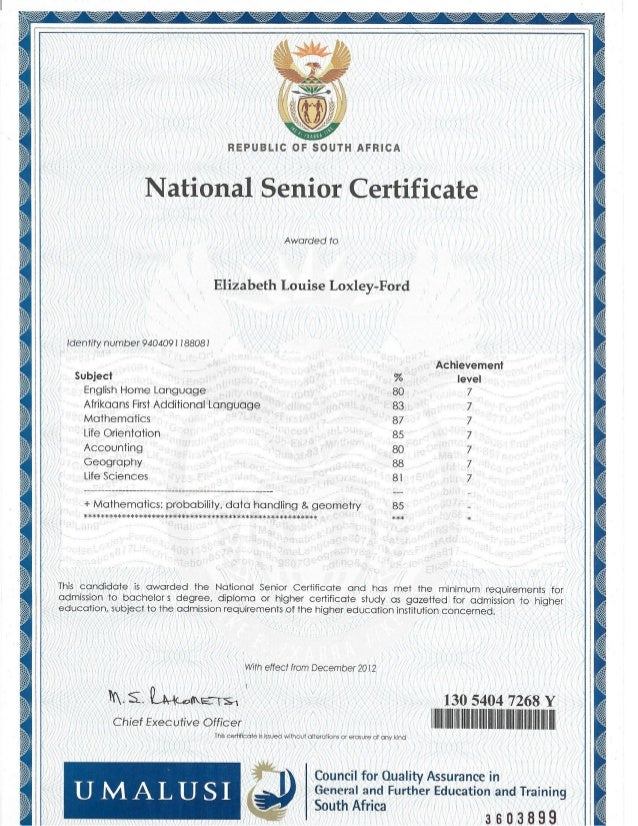 REPUBLIC OF SOUTH AFRICA
National Senior Certificate
Awarded to
Elizabeth Louise Loxley-Ford
Identity number 9404091188081
Subject % Achievement level
English Home Language 80 7
Afrikaans First Additional Language 83 7
Mathematics 87 7
Life Orientation 85 7
Accounting 80 7
Geography 88 7
Life Sciences 81 7
+ Mathematics: probability, data handling & geometry 85 -
This candidate is awarded the National Senior Certificate and has met the minimum requirements for
admission to bachelor s degree, diploma or higher certificate study as gazetted for admission to higher
education, subject to the admission requirements of the higher education institution concerned.
With effect from December 2012
M.S. RAKOMETSI
Chief Executive Officer
130 5404 7268 Y
This certificate is issued without alterations or erasure of any kind
UMALUSI
Council for Quality Assurance in
General and Further Education and Training
South Africa
3603899